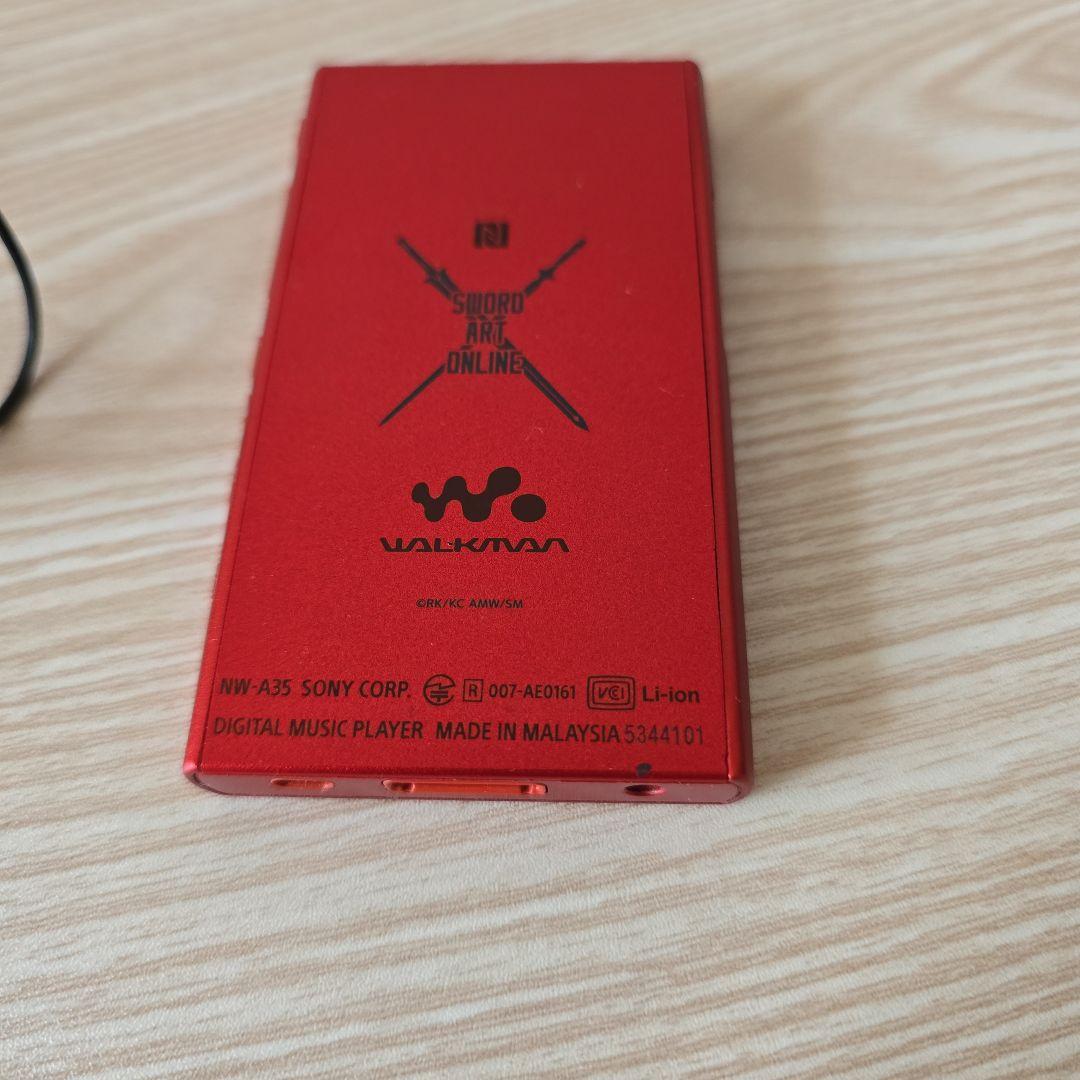 SWORD
ART
ONLINE
WALKMAN
©RK/KC AMW/SM
NW-A35 SONY CORP. R 007-AE0161 VCI Li-ion
DIGITAL MUSIC PLAYER MADE IN MALAYSIA 5344101